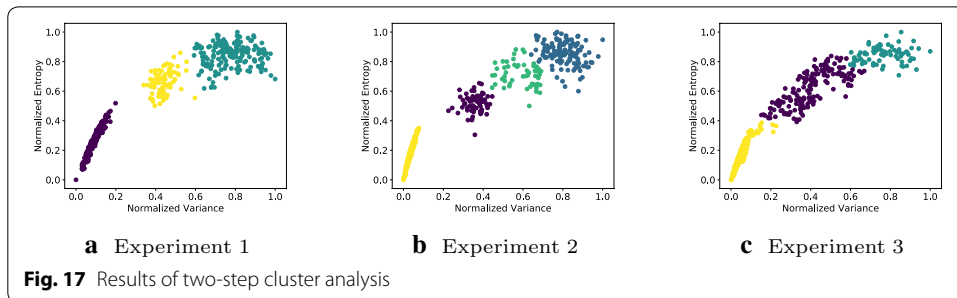 1.0
0.8
0.6
0.4
0.2
0.0
Normalized Entropy
0.0 0.2 0.4 0.6 0.8 1.0
Normalized Variance
a Experiment 1
1.0
0.8
0.6
0.4
0.2
0.0
Normalized Entropy
0.0 0.2 0.4 0.6 0.8 1.0
Normalized Variance
b Experiment 2
1.0
0.8
0.6
0.4
0.2
0.0
Normalized Entropy
0.0 0.2 0.4 0.6 0.8 1.0
Normalized Variance
c Experiment 3
Fig. 17 Results of two-step cluster analysis